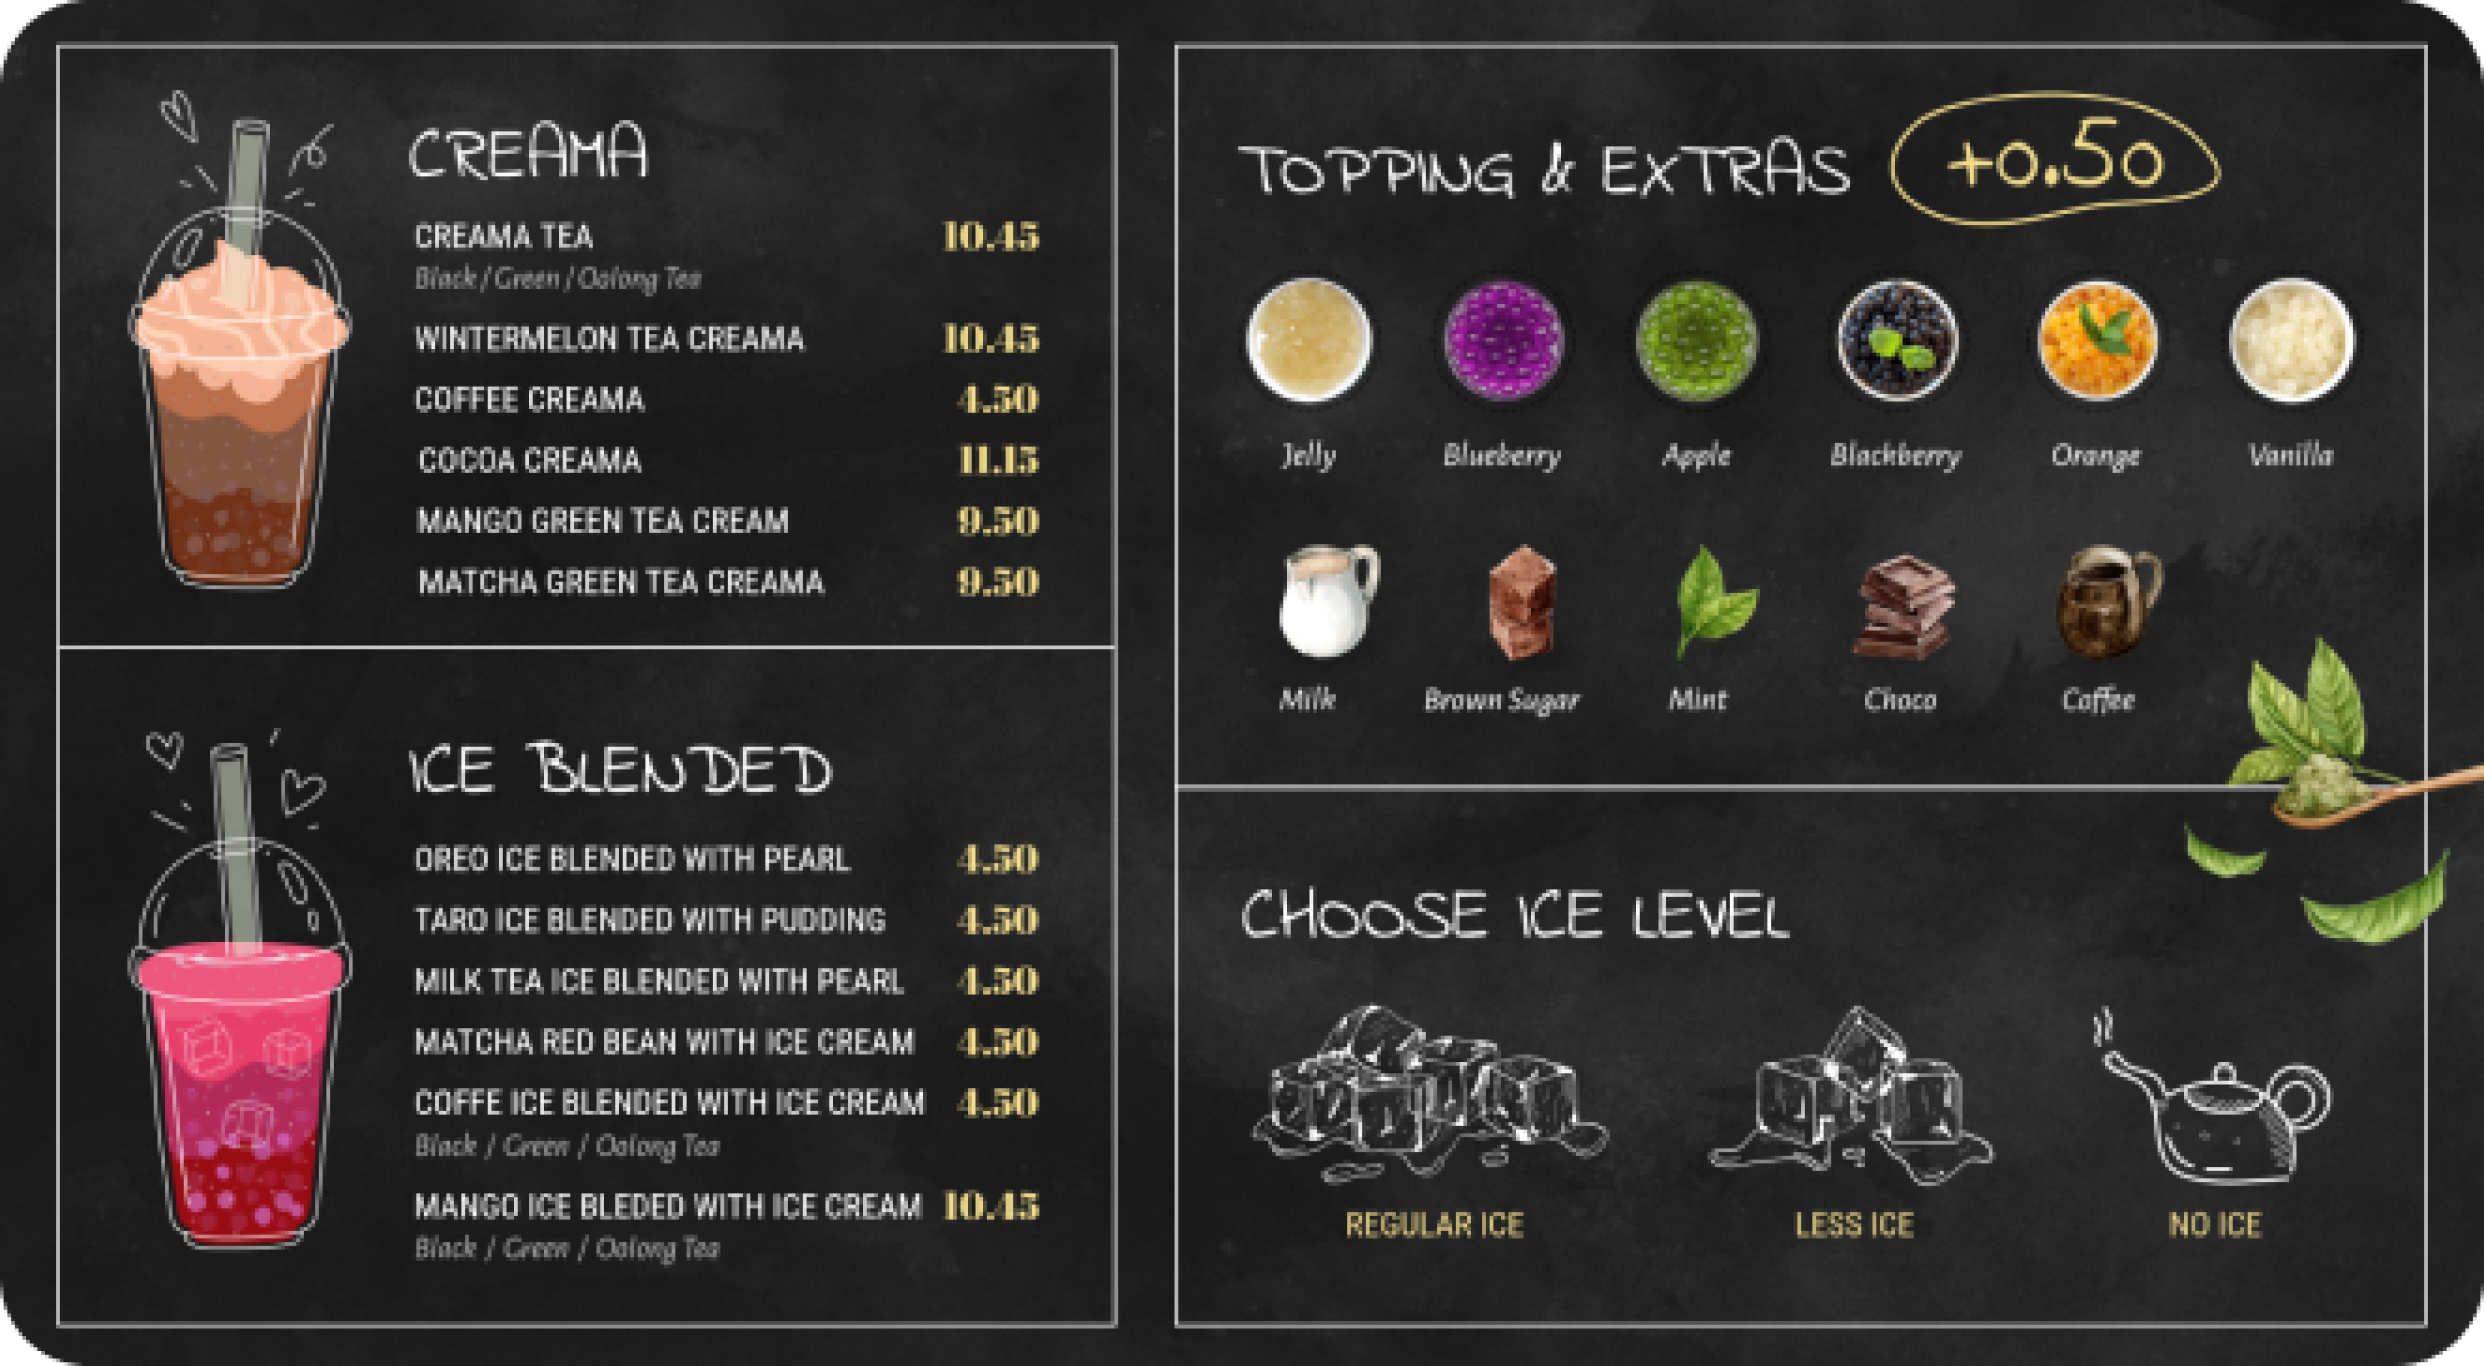 CREAMA
CREAMA TEA 10.45
Black / Green / Oolong Tea
WINTERMELON TEA CREAMA 10.45
COFFEE CREAMA 4.50
COCOA CREAMA 11.15
MANGO GREEN TEA CREAM 9.50
MATCHA GREEN TEA CREAMA 9.50
ICE BLENDED
OREO ICE BLENDED WITH PEARL 4.50
TARO ICE BLENDED WITH PUDDING 4.50
MILK TEA ICE BLENDED WITH PEARL 4.50
MATCHA RED BEAN WITH ICE CREAM 4.50
COFFE ICE BLENDED WITH ICE CREAM 4.50
Black / Green / Oolong Tea
MANGO ICE BLEDED WITH ICE CREAM 10.45
Black / Green / Oolong Tea
TOPPING & EXTRAS +0.50
Jelly Blueberry Apple Blackberry Orange Vanilla
Milk Brown Sugar Mint Choco Coffee
CHOOSE ICE LEVEL
REGULAR ICE LESS ICE NO ICE